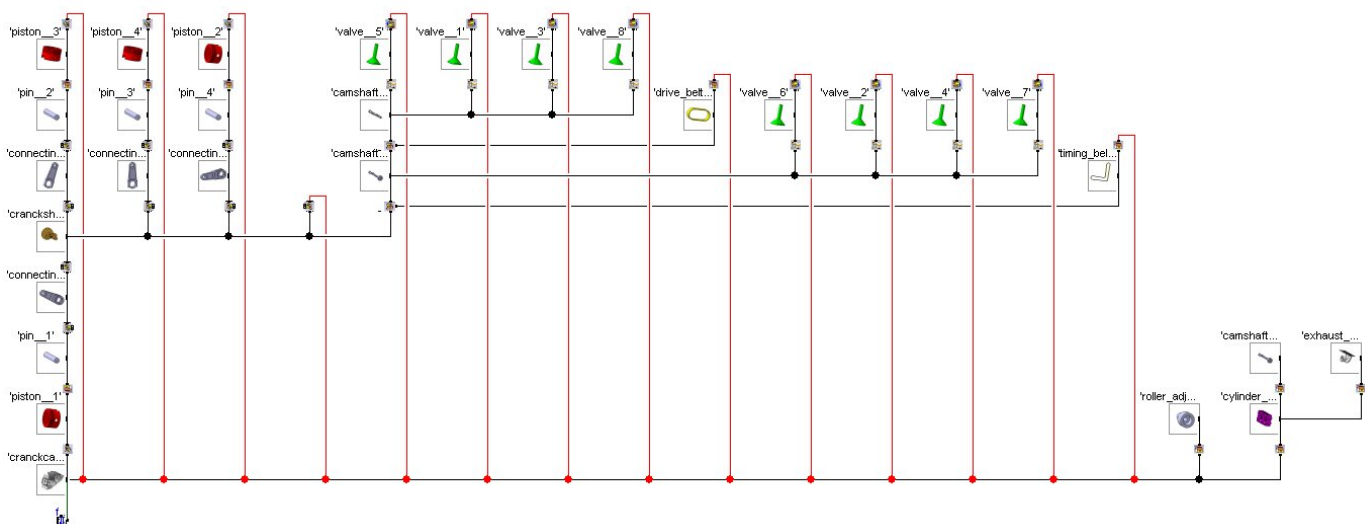 'piston__3'
'piston__4'
'piston__2'
'valve__5'
'valve__1'
'valve__3'
'valve__8'
'pin__2'
'pin__3'
'pin__4'
'camshaft...
'drive_belt...
'valve__6'
'valve__2'
'valve__4'
'valve__7'
'connectin...
'connectin...
'connectin...
'camshaft...
'timing_bel...
'crancksh...
'connectin...
'pin__1'
'camshaft...
'exhaust_...
'piston__1'
'roller_adj...
'cylinder_...
'cranckca...